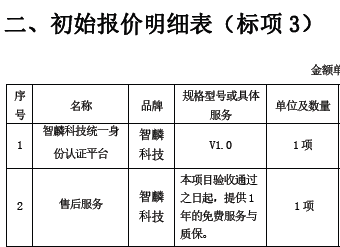 二、初始报价明细表（标项 3）
金额单
序号 名称 品牌 规格型号或具体服务 单位及数量
1 智麟科技统一身份认证平台 智麟科技 V1.0 1 项
2 售后服务 智麟科技 本项目验收通过之日起，提供 1 年的免费服务与质保。 1 项